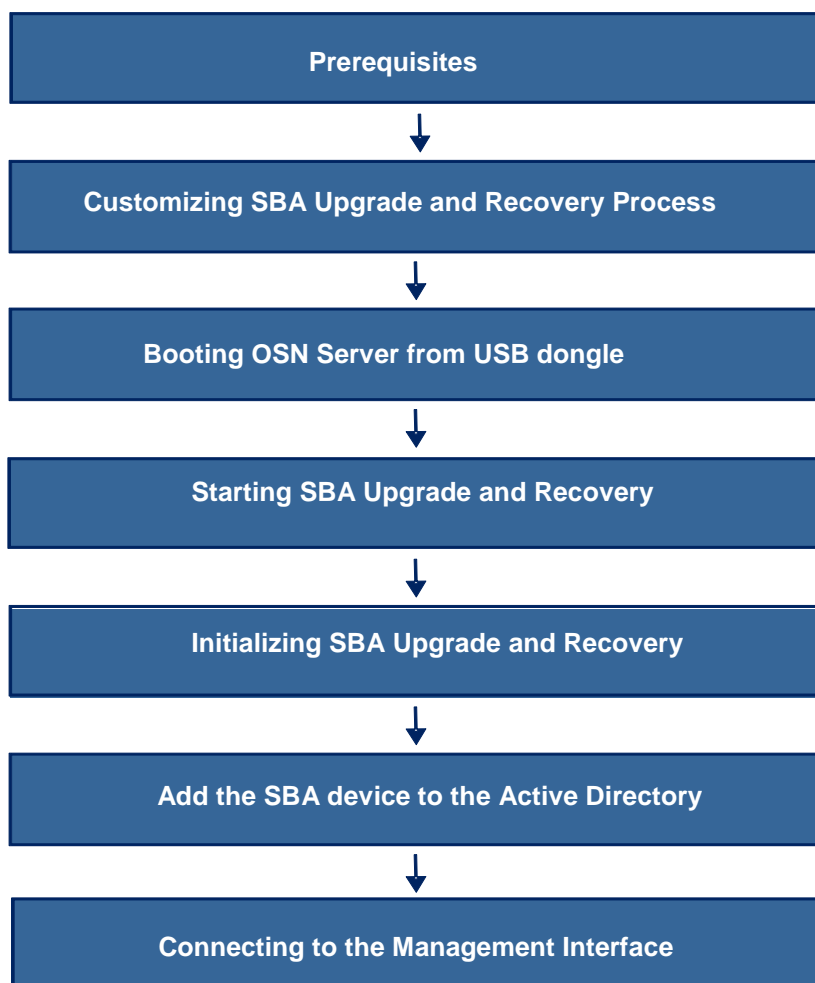 Prerequisites
Customizing SBA Upgrade and Recovery Process
Booting OSN Server from USB dongle
Starting SBA Upgrade and Recovery
Initializing SBA Upgrade and Recovery
Add the SBA device to the Active Directory
Connecting to the Management Interface